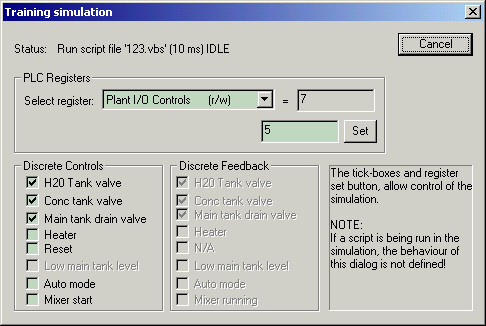 Training simulation
Status: Run script file '123.vbs' (10 ms) IDLE
Cancel
PLC Registers
Select register: Plant I/O Controls (r/w) = 7
5 Set
Discrete Controls
H20 Tank valve
Conc tank valve
Main tank drain valve
Heater
Reset
Low main tank level
Auto mode
Mixer start
Discrete Feedback
H20 Tank valve
Conc tank valve
Main tank drain valve
Heater
N/A
Low main tank level
Auto mode
Mixer running
The tick-boxes and register
set button, allow control of the
simulation.
NOTE:
If a script is being run in the
simulation, the behaviour of
this dialog is not defined!